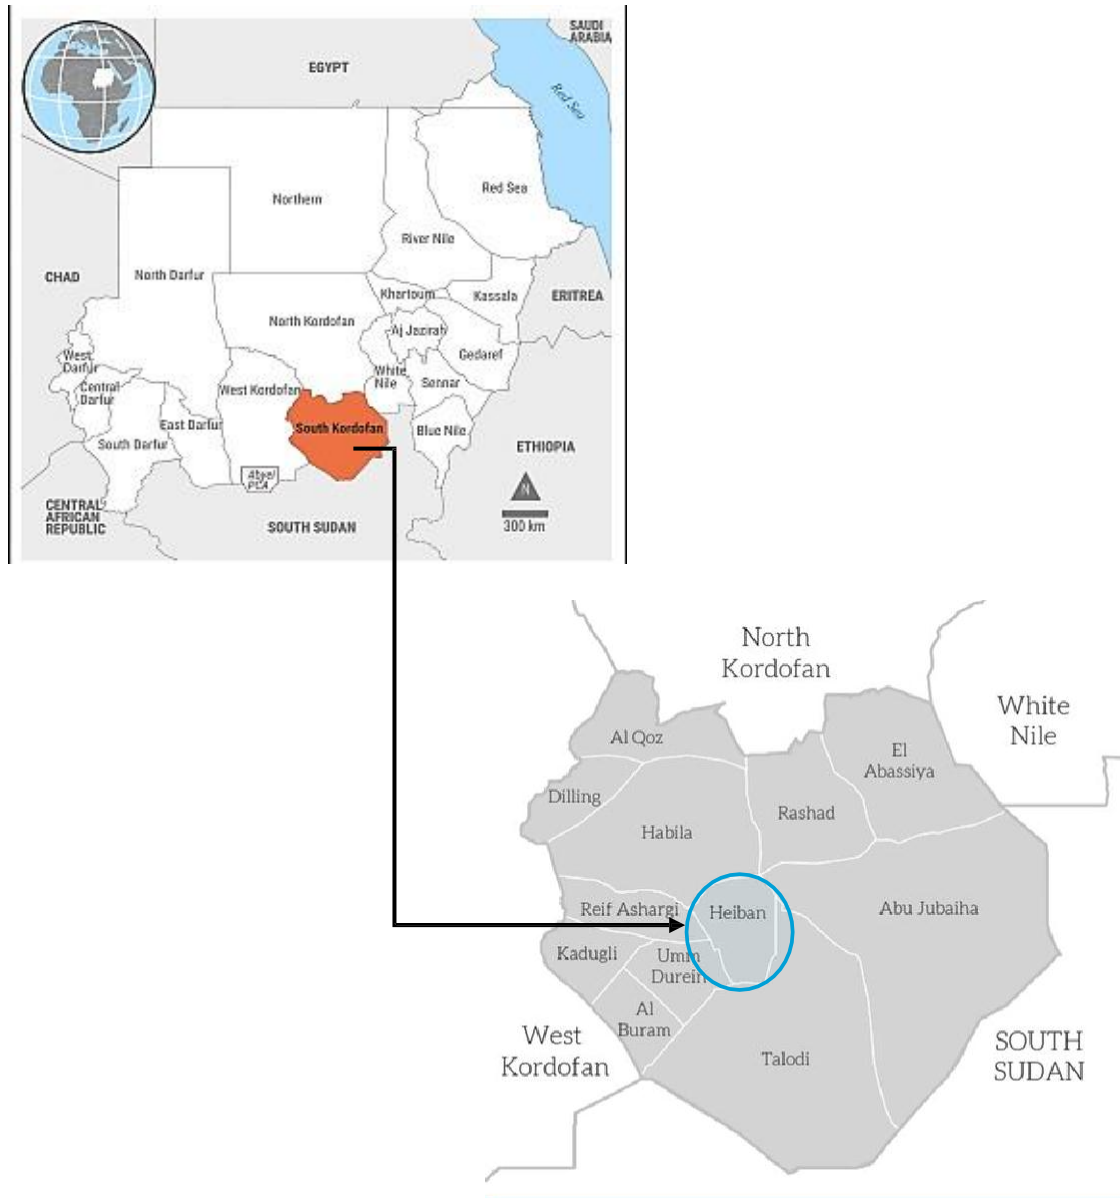 SAUDI
ARABIA
EGYPT
Red Sea
Red Sea
Northern
River Nile
CHAD
North Darfur
Khartoum
Kassala
ERITREA
North Kordofan
Aj Jazirah
Gedaref
West
Darfur
White
Nile
Sennar
Central
Darfur
West Kordofan
East Darfur
South Kordofan
Blue Nile
South Darfur
ETHIOPIA
Abyei
PCA
N
CENTRAL
AFRICAN
REPUBLIC
SOUTH SUDAN
300 km
North
Kordofan
White
Nile
Al Qoz
El
Abassiya
Dilling
Rashad
Habila
Reif Ashargi
Heiban
Abu Jubaiha
Kadugli
Umm
Durein
Al
Buram
West
Kordofan
Talodi
SOUTH
SUDAN